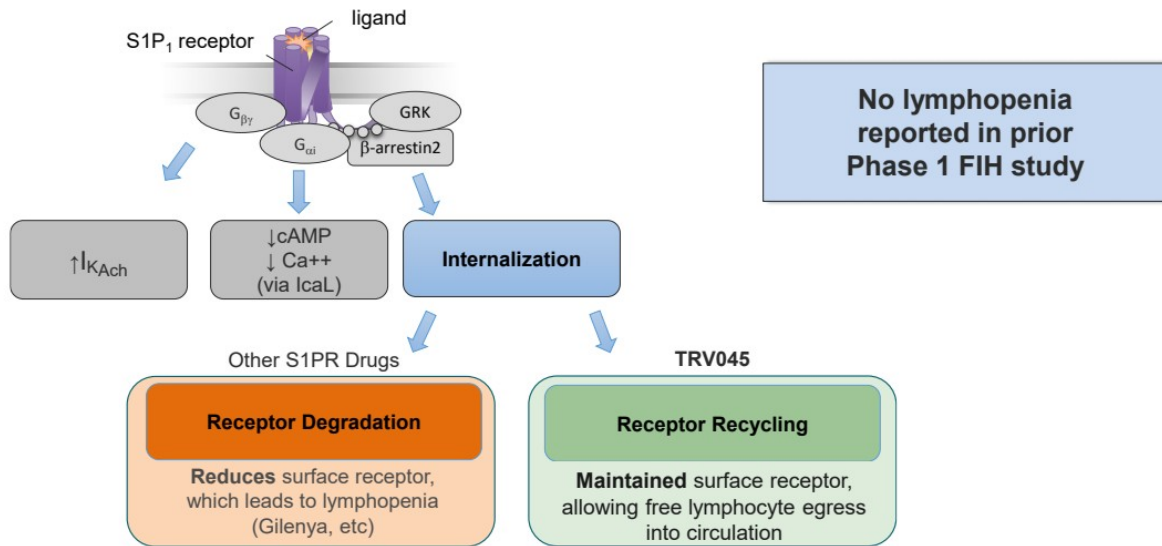 ligand
S1P₁ receptor
Gβγ
GRK
Gαi
β-arrestin2
No lymphopenia
reported in prior
Phase 1 FIH study
↑IKAch
↓cAMP
↓ Ca++
(via IcaL)
Internalization
Other S1PR Drugs
TRV045
Receptor Degradation
Reduces surface receptor,
which leads to lymphopenia
(Gilenya, etc)
Receptor Recycling
Maintained surface receptor,
allowing free lymphocyte egress
into circulation